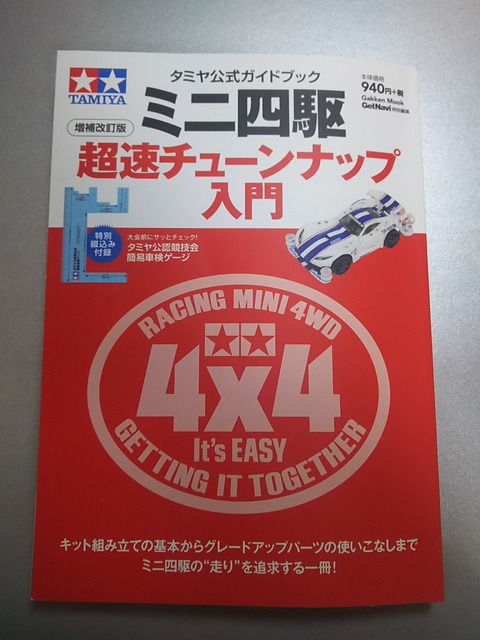 タミヤ公式ガイドブック
本体価格
940円+税
Gakken Mook
GetNavi特別編集
TAMIYA
増補改訂版
ミニ四駆
超速チューンナップ
入門
特別
綴込み
付録
大会前にサッとチェック!
タミヤ公認競技会
簡易車検ゲージ
RACING MINI 4WD
4x4
It's EASY
GETTING IT TOGETHER
キット組み立ての基本からグレードアップパーツの使いこなしまで
ミニ四駆の“走り”を追求する一冊!